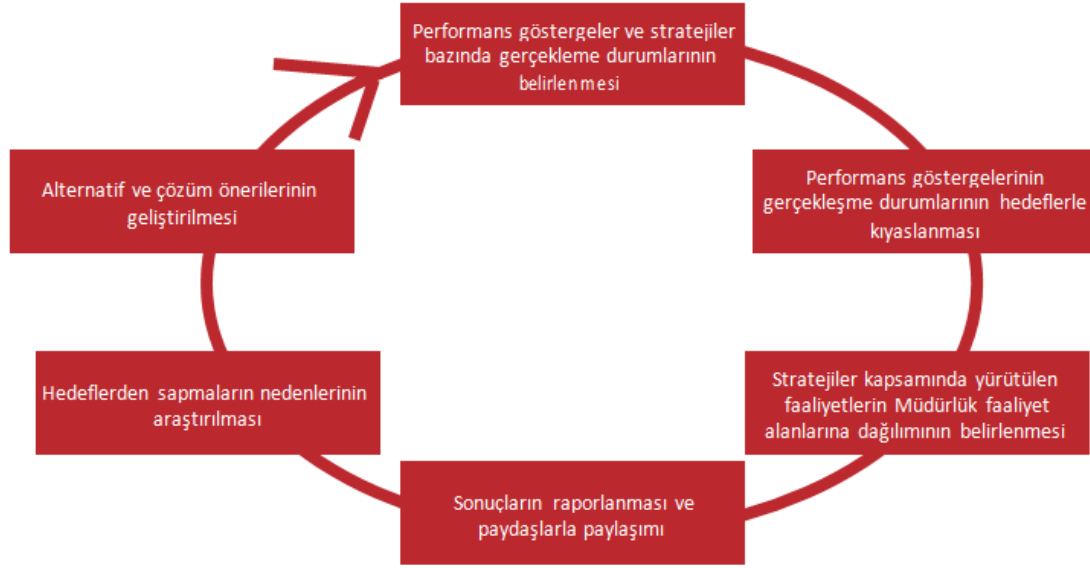 Performans göstergeler ve stratejiler
bazında gerçekleme durumlarının
belirlenmesi
Performans göstergelerinin
gerçekleşme durumlarının hedeflerle
kıyaslanması
Stratejiler kapsamında yürütülen
faaliyetlerin Müdürlük faaliyet
alanlarına dağılımının belirlenmesi
Sonuçların raporlanması ve
paydaşlarla paylaşımı
Hedeflerden sapmaların nedenlerinin
araştırılması
Alternatif ve çözüm önerilerinin
geliştirilmesi